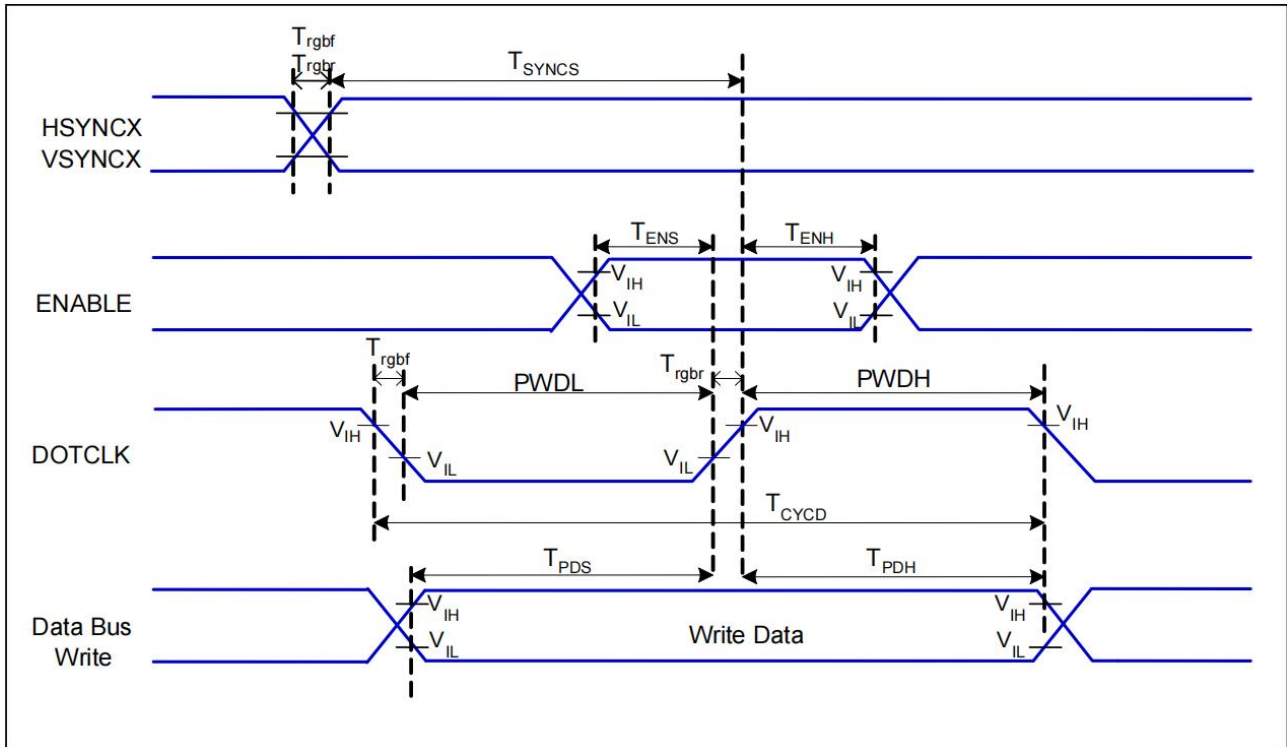 Trgbf
Trgbr
TSYNCS
HSYNCX
VSYNCX
TENS
TENH
VIH
VIH
ENABLE
VIL
VIL
Trgbf
PWDL
Trgbr
PWDH
VIH
VIH
VIH
DOTCLK
VIL
VIL
TCYCD
TPDS
TPDH
VIH
VIH
Data Bus
Write
Write Data
VIL
VIL